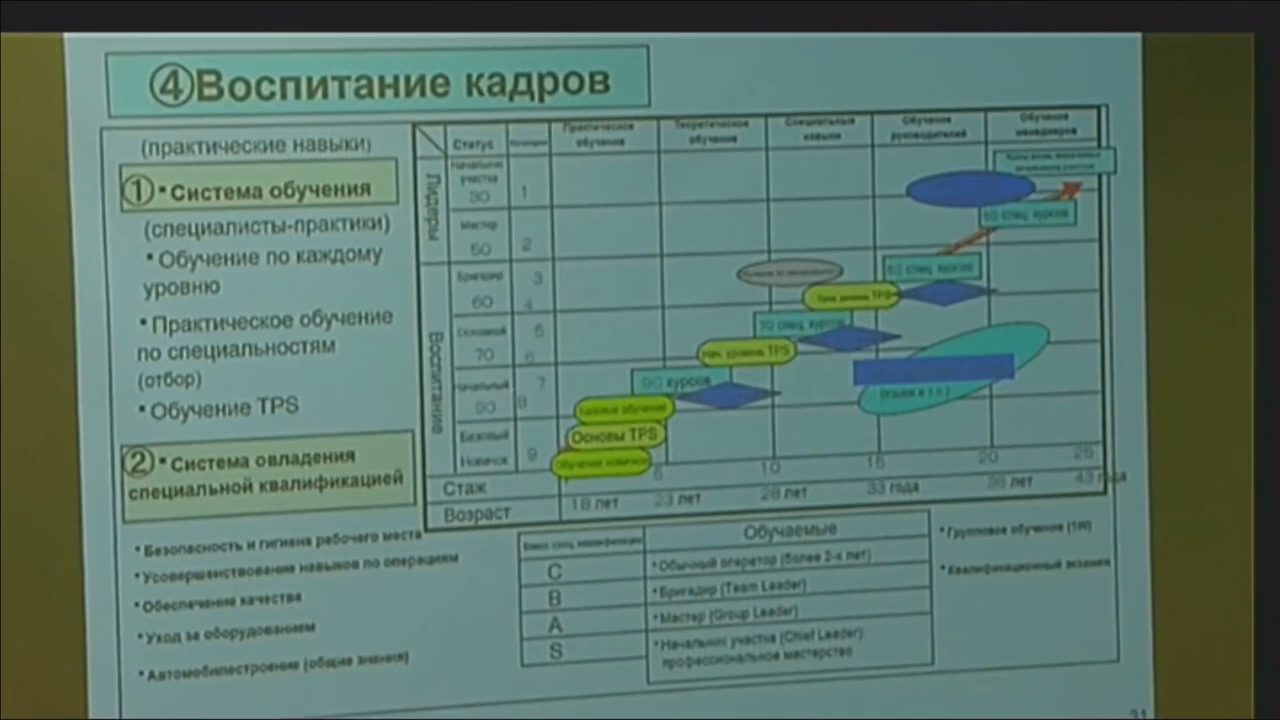 ④Воспитание кадров
(практические навыки)
① • Система обучения
(специалисты-практики)
• Обучение по каждому
уровню
• Практическое обучение
по специальностям
(отбор)
• Обучение TPS
② • Система овладения
специальной квалификацией
• Безопасность и гигиена рабочего места
• Усовершенствование навыков по операциям
• Обеспечение качества
• Уход за оборудованием
• Автомобилестроение (общие знания)
Статус
Практическое
обучение
Теоретическое
обучение
Специальные
навыки
Обучение
руководителей
Обучение
менеджеров
Лидеры
Начальник
участка
30
1
Мастер
50
2
60 спец. курсов
Воспитание
Бригадир
3
60
4
60 спец. курсов
TPS
Основной
5
70
6
70 спец. курсов
Нач. уровень TPS
Начальный
7
90
8
90 курсов
(языки и т.п.)
Базовое обучение
Базовый
Основы TPS
Новичок
9
Обучение новичков
Стаж
5
10
15
20
25
Возраст
18 лет
23 лет
28 лет
33 года
38 лет
43 года
Обучаемые
C
• Обычный оператор (более 2-х лет)
B
• Бригадир (Team Leader)
A
• Мастер (Group Leader)
S
• Начальник участка (Chief Leader):
профессиональное мастерство
• Групповое обучение (TPS)
• Квалификационный экзамен
31